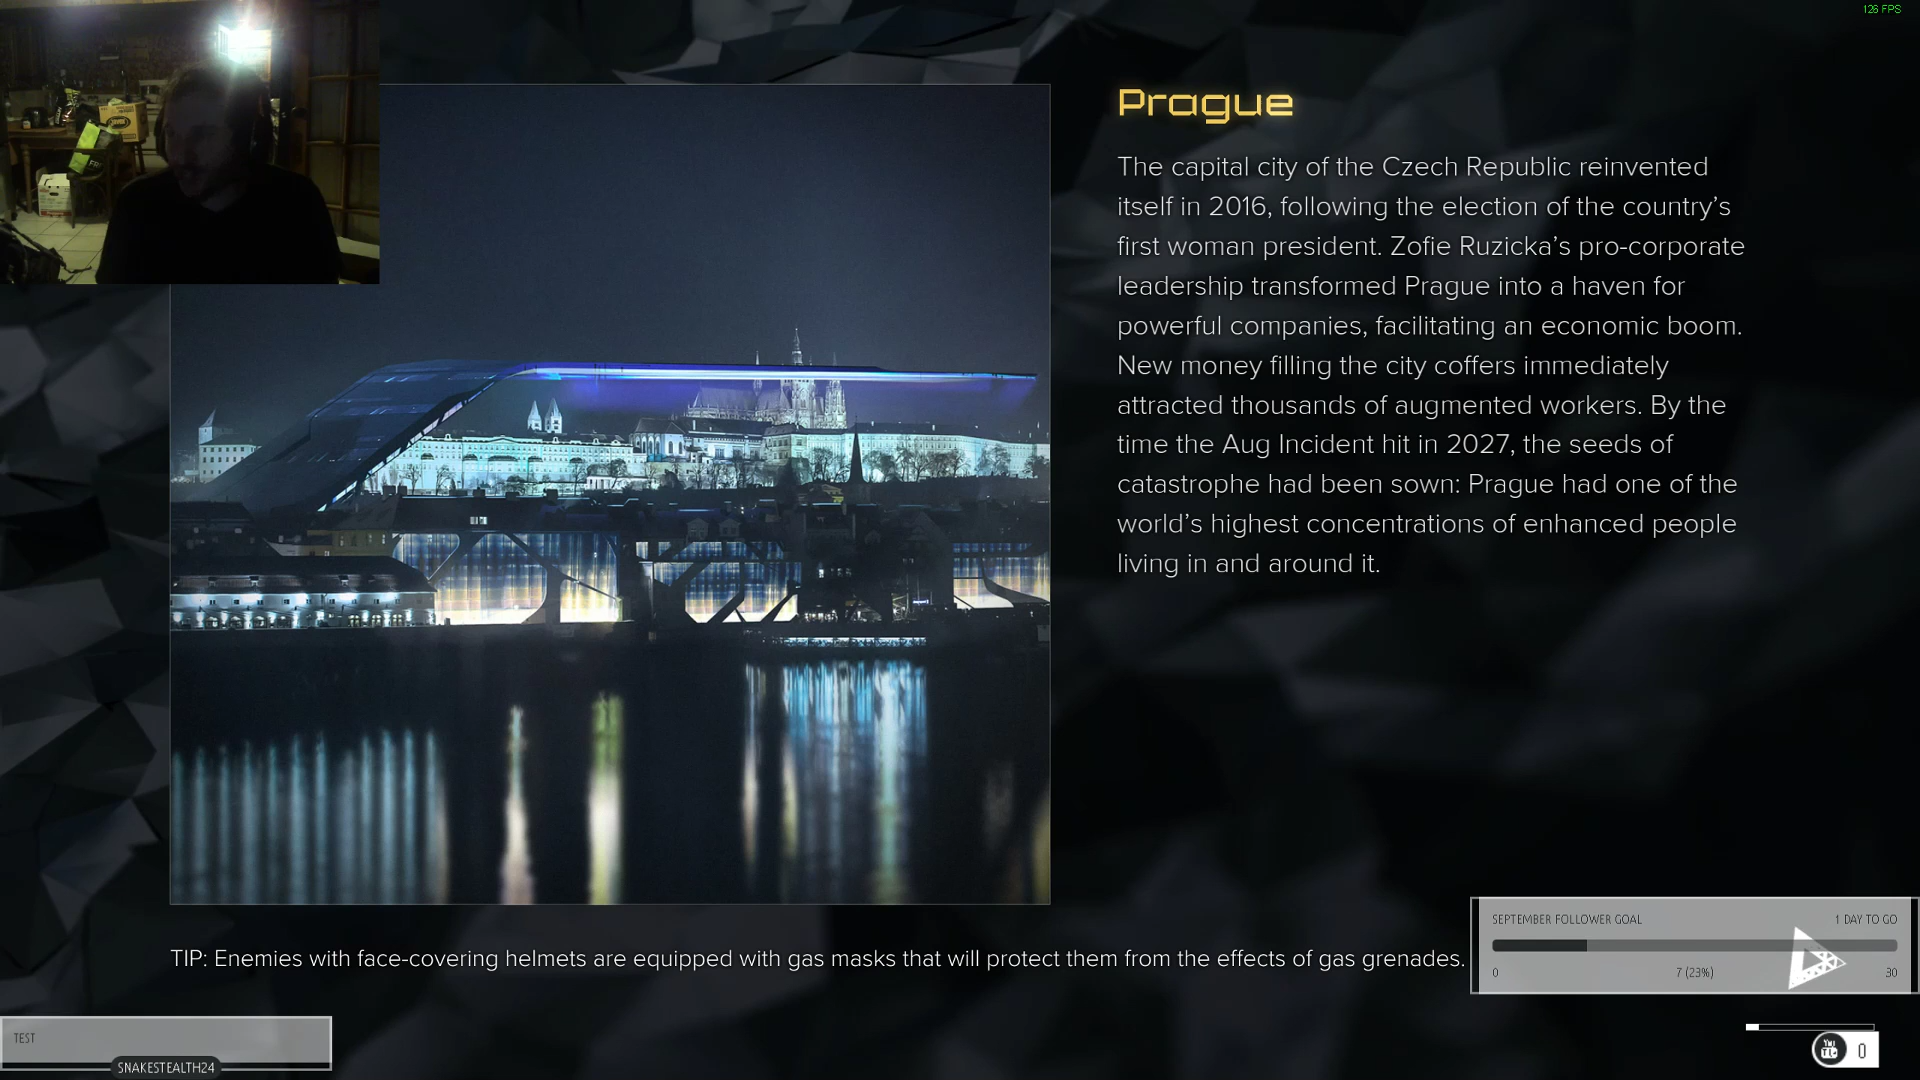 126 FPS
Prague
The capital city of the Czech Republic reinvented
itself in 2016, following the election of the country's
first woman president. Zofie Ruzicka's pro-corporate
leadership transformed Prague into a haven for
powerful companies, facilitating an economic boom.
New money filling the city coffers immediately
attracted thousands of augmented workers. By the
time the Aug Incident hit in 2027, the seeds of
catastrophe had been sown: Prague had one of the
world's highest concentrations of enhanced people
living in and around it.
TIP: Enemies with face-covering helmets are equipped with gas masks that will protect them from the effects of gas grenades.
SEPTEMBER FOLLOWER GOAL 1 DAY TO GO
0 7 (23%) 30
TEST
SNAKESTEALTH24
0